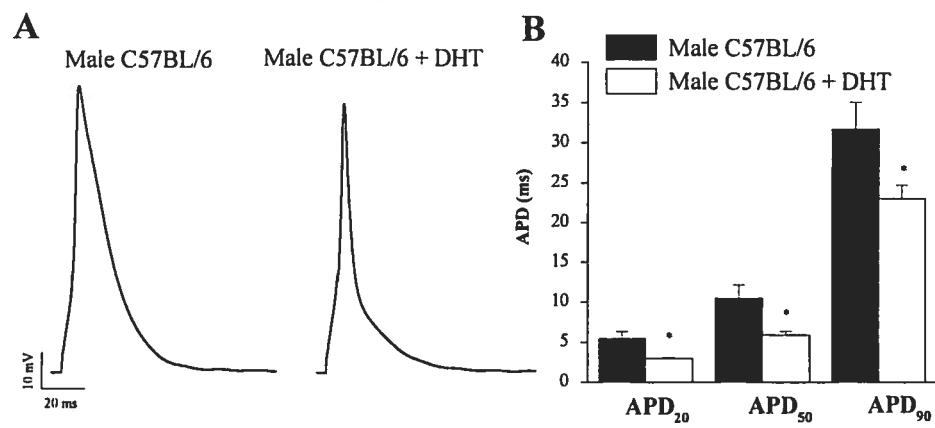 A
Male C57BL/6
Male C57BL/6 + DHT
10 mV
20 ms
B
Male C57BL/6
Male C57BL/6 + DHT
APD (ms)
40
35
30
25
20
15
10
5
0
*
*
*
APD20
APD50
APD90